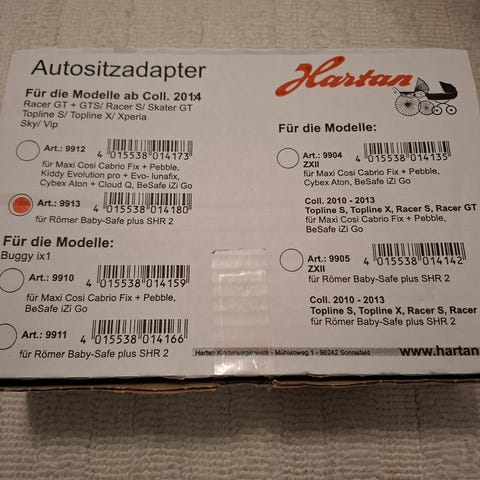 Autositzadapter
Hartan
Für die Modelle ab Coll. 2014
Racer GT + GTS/ Racer S/ Skater GT
Topline S/ Topline X/ Xperia
Sky/ Vip
Art.: 9912
4 015538 014173
für Maxi Cosi Cabrio Fix + Pebble,
Kiddy Evolution pro + Evo- lunafix,
Cybex Aton + Cloud Q, BeSafe iZi Go
Art.: 9913
4 015538 014180
für Römer Baby-Safe plus SHR 2
Für die Modelle:
Buggy ix1
Art.: 9910
4 015538 014159
für Maxi Cosi Cabrio Fix + Pebble,
BeSafe iZi Go
Art.: 9911
4 015538 014166
für Römer Baby-Safe plus SHR 2
Für die Modelle:
Art.: 9904
ZXII
4 015538 014135
für Maxi Cosi Cabrio Fix + Pebble,
Cybex Aton, BeSafe iZi Go
Coll. 2010 - 2013
Topline S, Topline X, Racer S, Racer GT
für Maxi Cosi Cabrio Fix + Pebble,
BeSafe iZi Go
Art.: 9905
ZXII
4 015538 014142
für Römer Baby-Safe plus SHR 2
Coll. 2010 - 2013
Topline S, Topline X, Racer S, Racer
für Römer Baby-Safe plus SHR 2
Hartan Kinderwagenwerk - Mühlanweg 1 - 96242 Sonnefeld
www.hartan